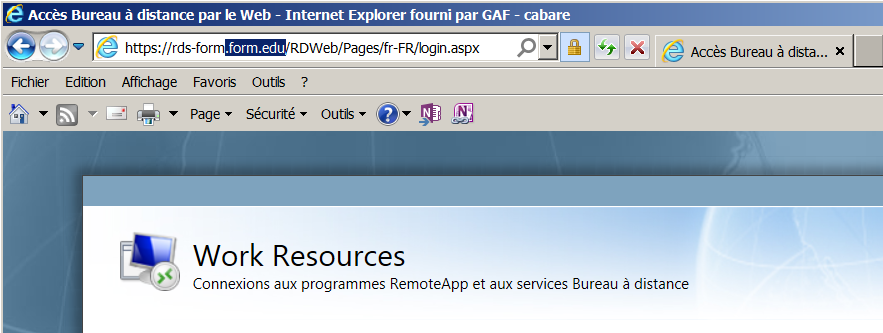 Accès Bureau à distance par le Web - Internet Explorer fourni par GAF - cabare
https://rds-form.form.edu/RDWeb/Pages/fr-FR/login.aspx
Accès Bureau à dista...
Fichier Edition Affichage Favoris Outils ?
Page Sécurité Outils
Work Resources
Connexions aux programmes RemoteApp et aux services Bureau à distance